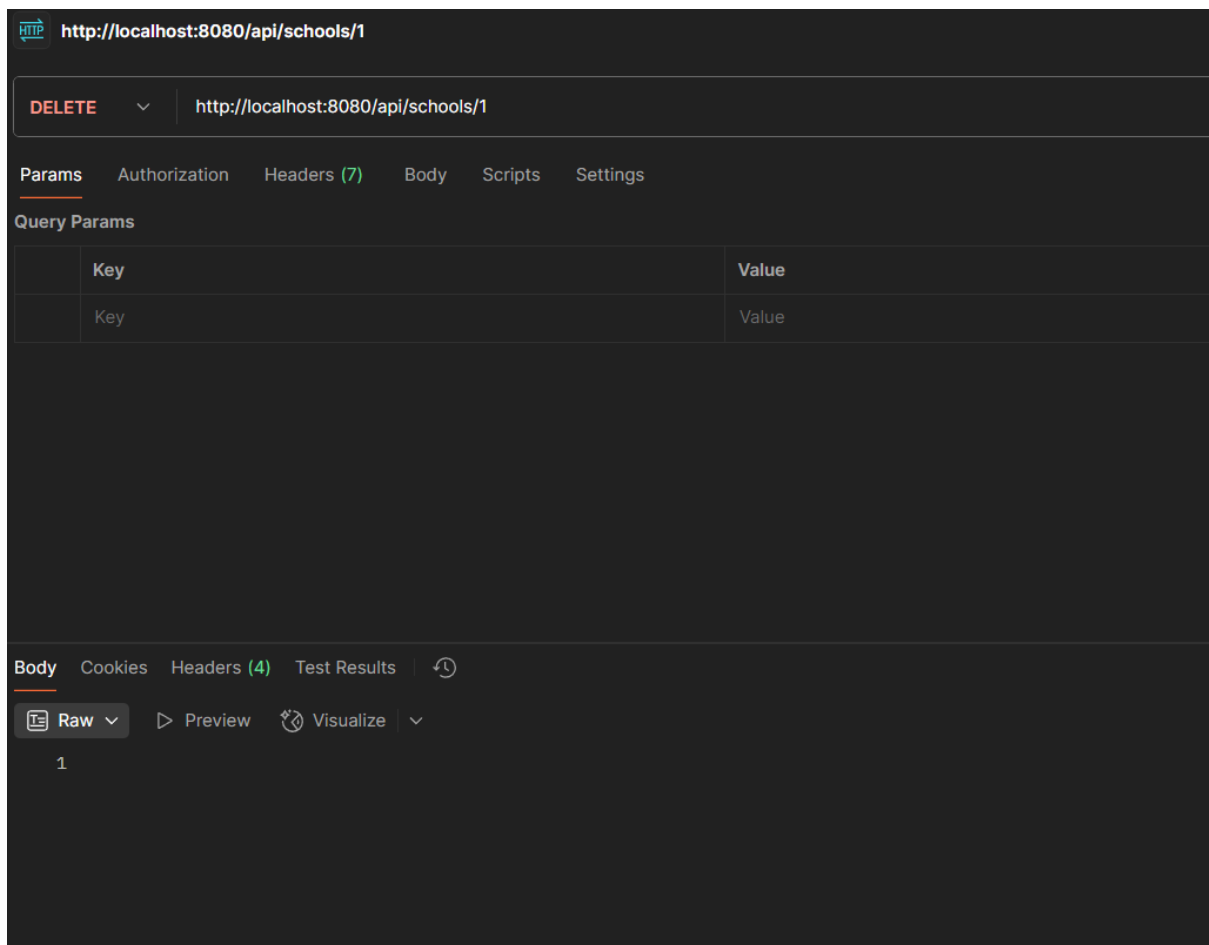 HTTP http://localhost:8080/api/schools/1
DELETE http://localhost:8080/api/schools/1
Params Authorization Headers (7) Body Scripts Settings
Query Params
Key Value
Key Value
Body Cookies Headers (4) Test Results
Raw Preview Visualize
1